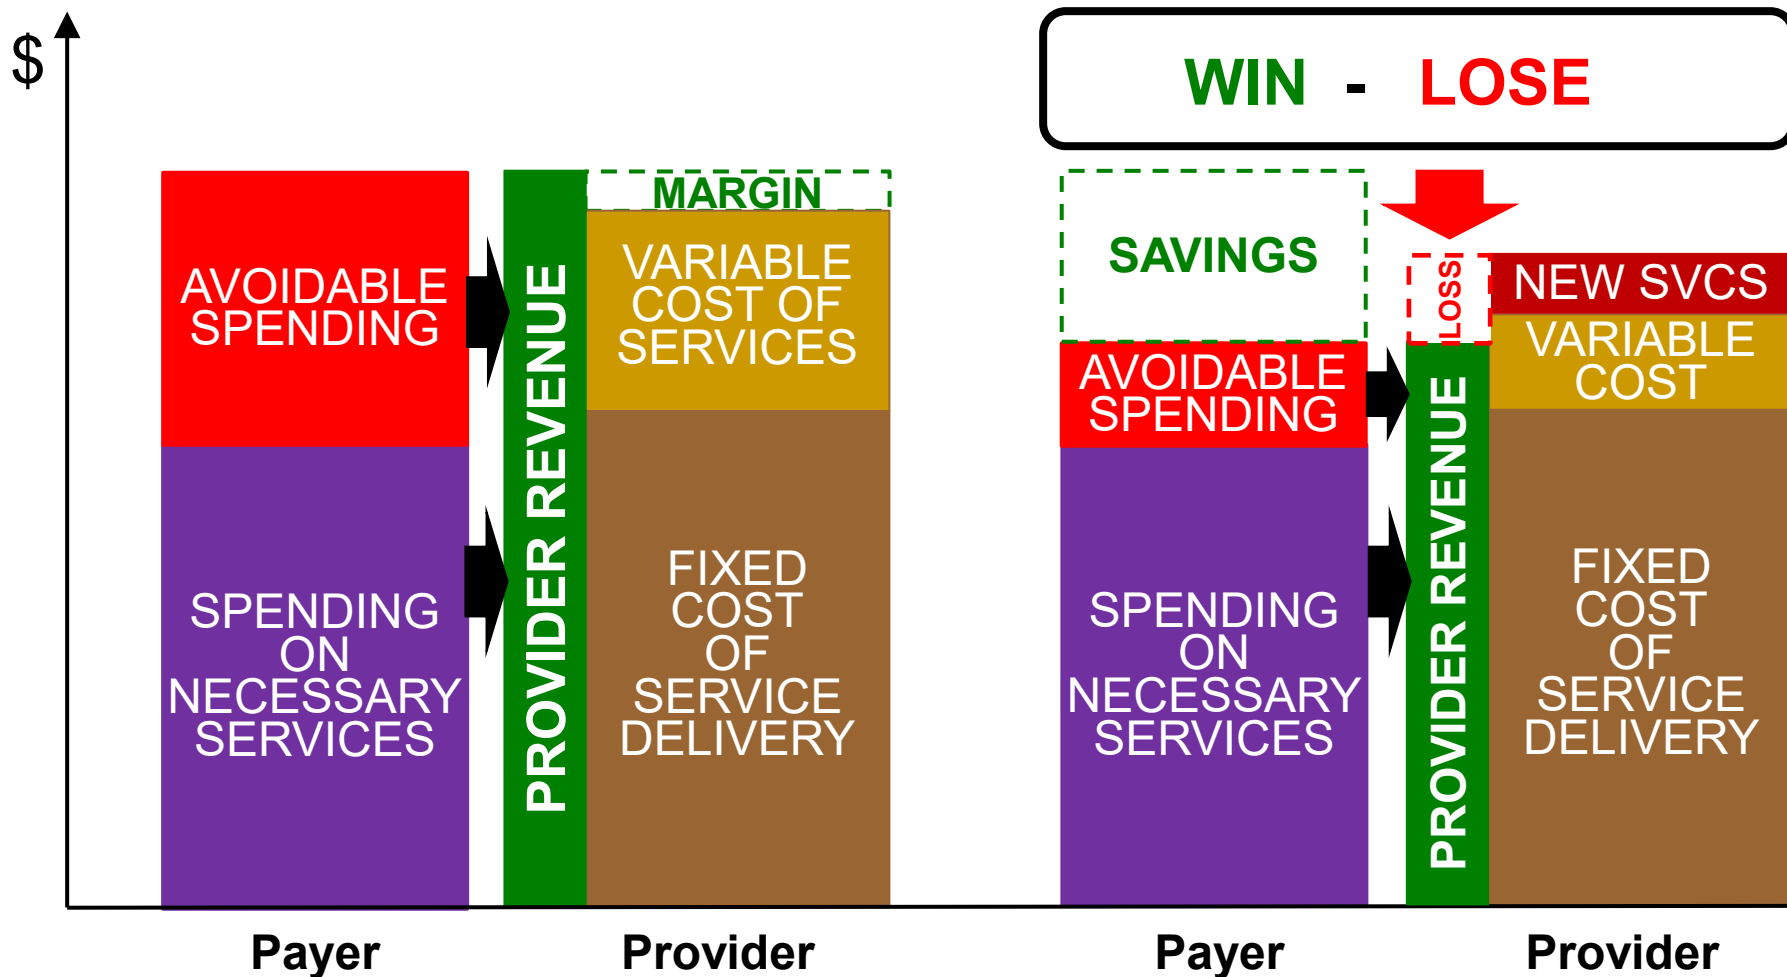 $
WIN - LOSE
AVOIDABLE
SPENDING
SPENDING
ON
NECESSARY
SERVICES
PROVIDER REVENUE
MARGIN
VARIABLE
COST OF
SERVICES
FIXED
COST
OF
SERVICE
DELIVERY
SAVINGS
AVOIDABLE
SPENDING
SPENDING
ON
NECESSARY
SERVICES
LOSS
PROVIDER REVENUE
NEW SVCS
VARIABLE
COST
FIXED
COST
OF
SERVICE
DELIVERY
Payer
Provider
Payer
Provider